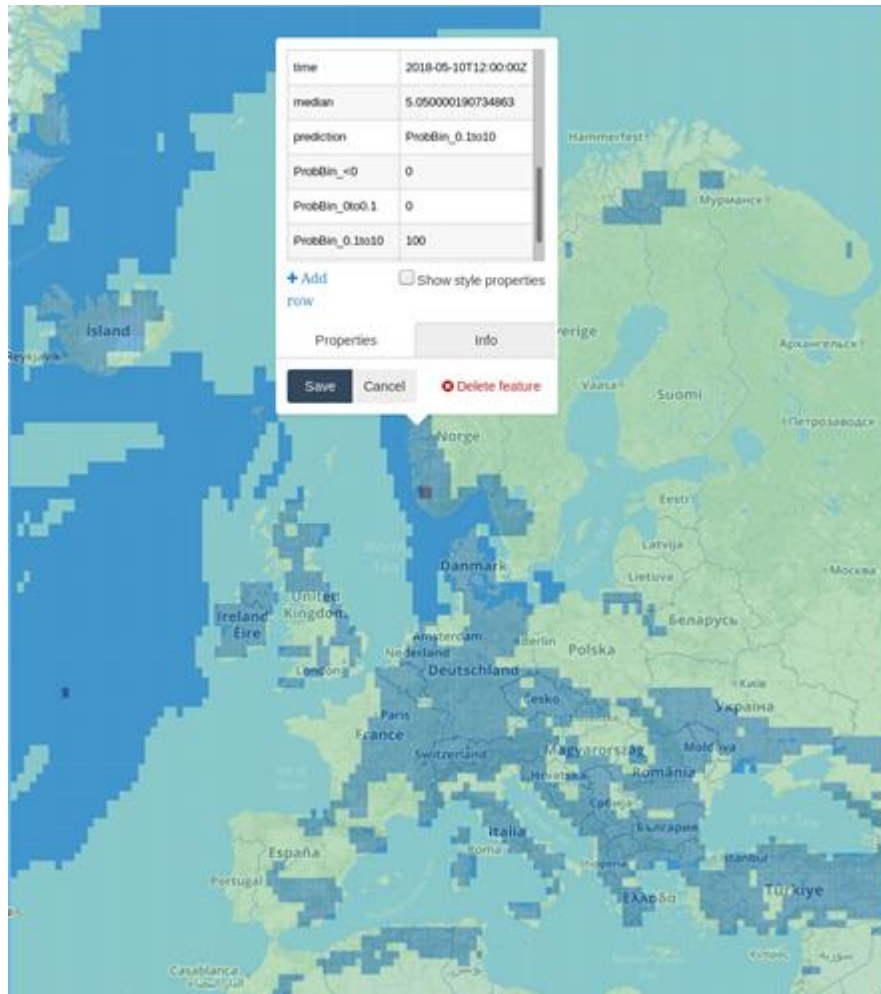 time 2018-05-10T12:00:00Z
median 5.050000190734863
prediction ProbBin_0.1to10
ProbBin_<0 0
ProbBin_0to0.1 0
ProbBin_0.1to10 100
+ Add row
Show style properties
Properties Info
Save Cancel Delete feature
Hammerfest
Мурманск
Ísland
Reykjavík
verige
Архангельск
Vaasa
Suomi
Петрозаводск
Norge
Eesti
Latvija
Москва
Danmark
Lietuva
United
Kingdom
Беларусь
Ireland
Éire
Amsterdam
Nederland
Berlin
Polska
London
Deutschland
Київ
Česko
Україна
Paris
France
Switzerland
Magyarország
Moldova
Hrvatska
România
Србија
Italia
България
Roma
España
Istanbul
Portugal
Ελλάδα
Türkiye
Casablanca